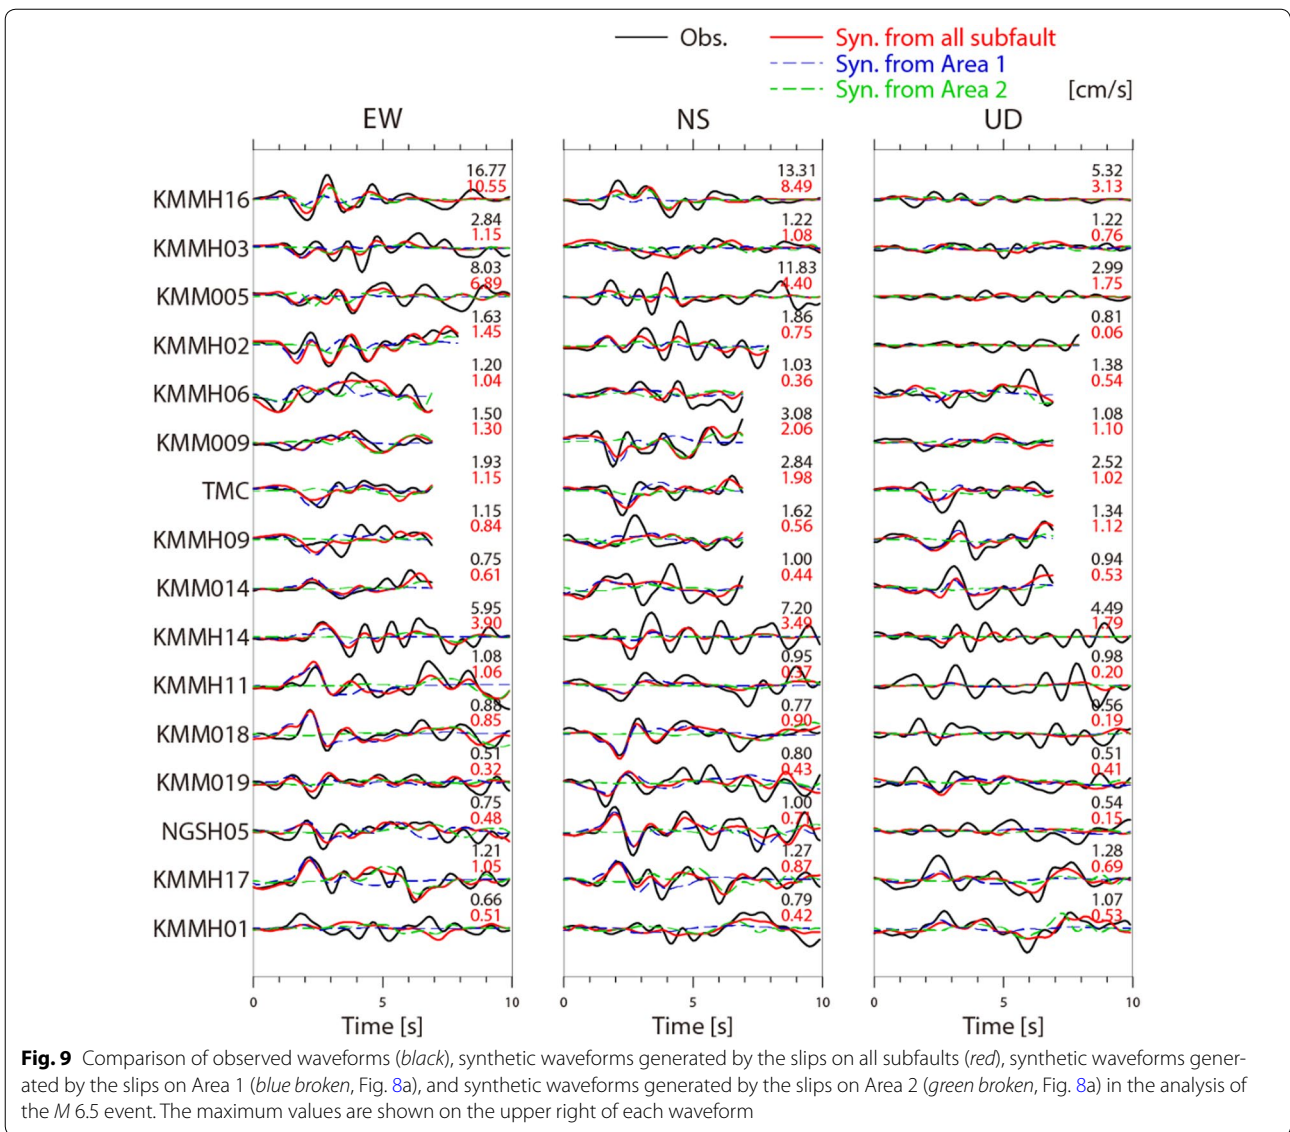 Obs.
Syn. from all subfault
Syn. from Area 1
Syn. from Area 2 [cm/s]
EW NS UD
KMMH16 16.77 10.55 13.31 8.49 5.32 3.13
KMMH03 2.84 1.15 1.22 1.08 1.22 0.76
KMM005 8.03 6.89 11.83 4.40 2.99 1.75
KMMH02 1.63 1.45 1.86 0.75 0.81 0.06
KMMH06 1.20 1.04 1.03 0.36 1.38 0.54
KMM009 1.50 1.30 3.08 2.06 1.08 1.10
TMC 1.93 1.15 2.84 1.98 2.52 1.02
KMMH09 1.15 0.84 1.62 0.56 1.34 1.12
KMM014 0.75 0.61 1.00 0.44 0.94 0.53
KMMH14 5.95 3.90 7.20 3.49 4.49 1.79
KMMH11 1.08 1.06 0.95 0.37 0.98 0.20
KMM018 0.88 0.85 0.77 0.90 0.56 0.19
KMM019 0.51 0.32 0.80 0.43 0.51 0.41
NGSH05 0.75 0.48 1.00 0.54 0.15
KMMH17 1.21 1.05 1.27 0.87 1.28 0.69
KMMH01 0.66 0.51 0.79 0.42 1.07 0.53
0 5 10 0 5 10 0 5 10
Time [s] Time [s] Time [s]
Fig. 9 Comparison of observed waveforms (black), synthetic waveforms generated by the slips on all subfaults (red), synthetic waveforms gener-
ated by the slips on Area 1 (blue broken, Fig. 8a), and synthetic waveforms generated by the slips on Area 2 (green broken, Fig. 8a) in the analysis of
the M 6.5 event. The maximum values are shown on the upper right of each waveform